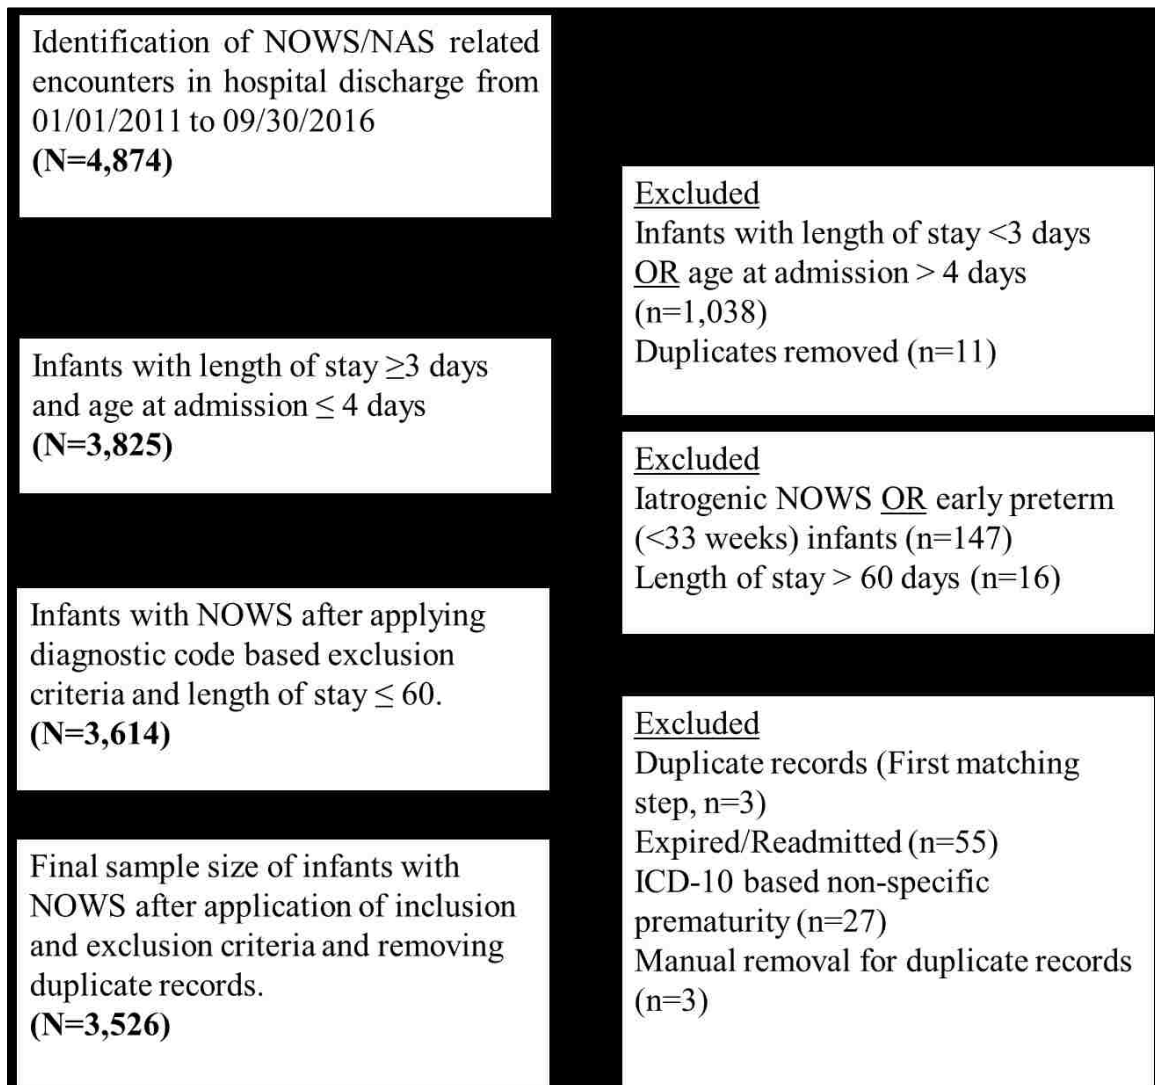 Identification of NOWS/NAS related
encounters in hospital discharge from
01/01/2011 to 09/30/2016
(N=4,874)
Excluded
Infants with length of stay <3 days
OR age at admission > 4 days
(n=1,038)
Duplicates removed (n=11)
Infants with length of stay ≥3 days
and age at admission ≤ 4 days
(N=3,825)
Excluded
Iatrogenic NOWS OR early preterm
(<33 weeks) infants (n=147)
Length of stay > 60 days (n=16)
Infants with NOWS after applying
diagnostic code based exclusion
criteria and length of stay ≤ 60.
(N=3,614)
Excluded
Duplicate records (First matching
step, n=3)
Expired/Readmitted (n=55)
ICD-10 based non-specific
prematurity (n=27)
Manual removal for duplicate records
(n=3)
Final sample size of infants with
NOWS after application of inclusion
and exclusion criteria and removing
duplicate records.
(N=3,526)